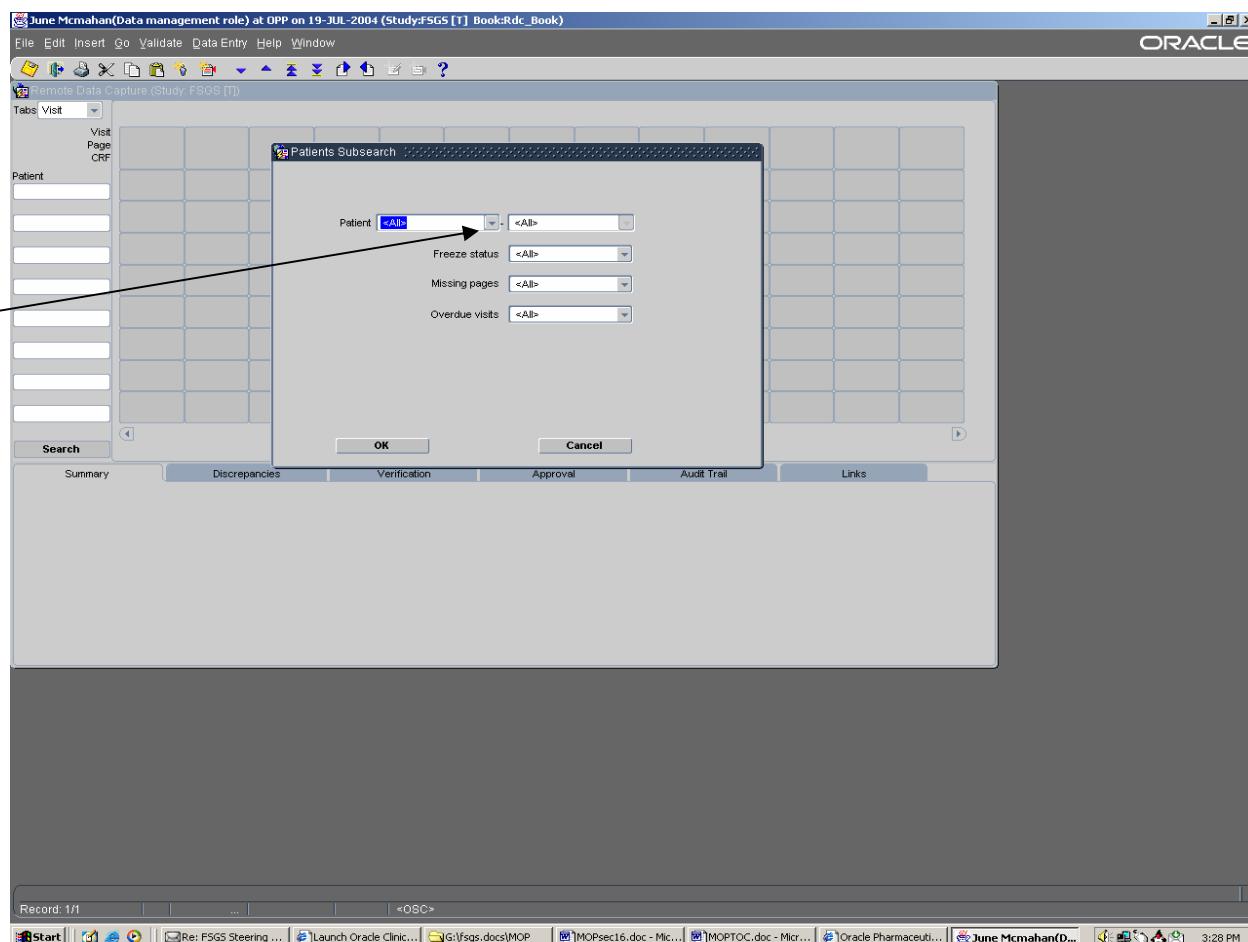 June Mcmahan(Data management role) at OPP on 19-JUL-2004 (Study:FSGS [T] Book:Rdc_Book)
File Edit Insert Go Validate Data Entry Help Window
ORACLE
Remote Data Capture (Study: FSGS [T])
Tabs Visit
Visit
Page
CRF
Patient
Patients Subsearch
Patient <All> - <All>
Freeze status <All>
Missing pages <All>
Overdue visits <All>
OK Cancel
Search
Summary Discrepancies Verification Approval Audit Trail Links
Record: 1/1 ... <OSC>
Start Re: FSGS Steering ... Launch Oracle Clinic... G:\fsgs.docs\MOP MOPsec16.doc - Mic... MOPTOC.doc - Micr... Oracle Pharmaceuti... June Mcmahan(D... 3:28 PM